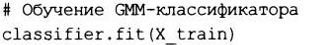 # Обучение GMM-классификатора
classifier.fit(X_train)